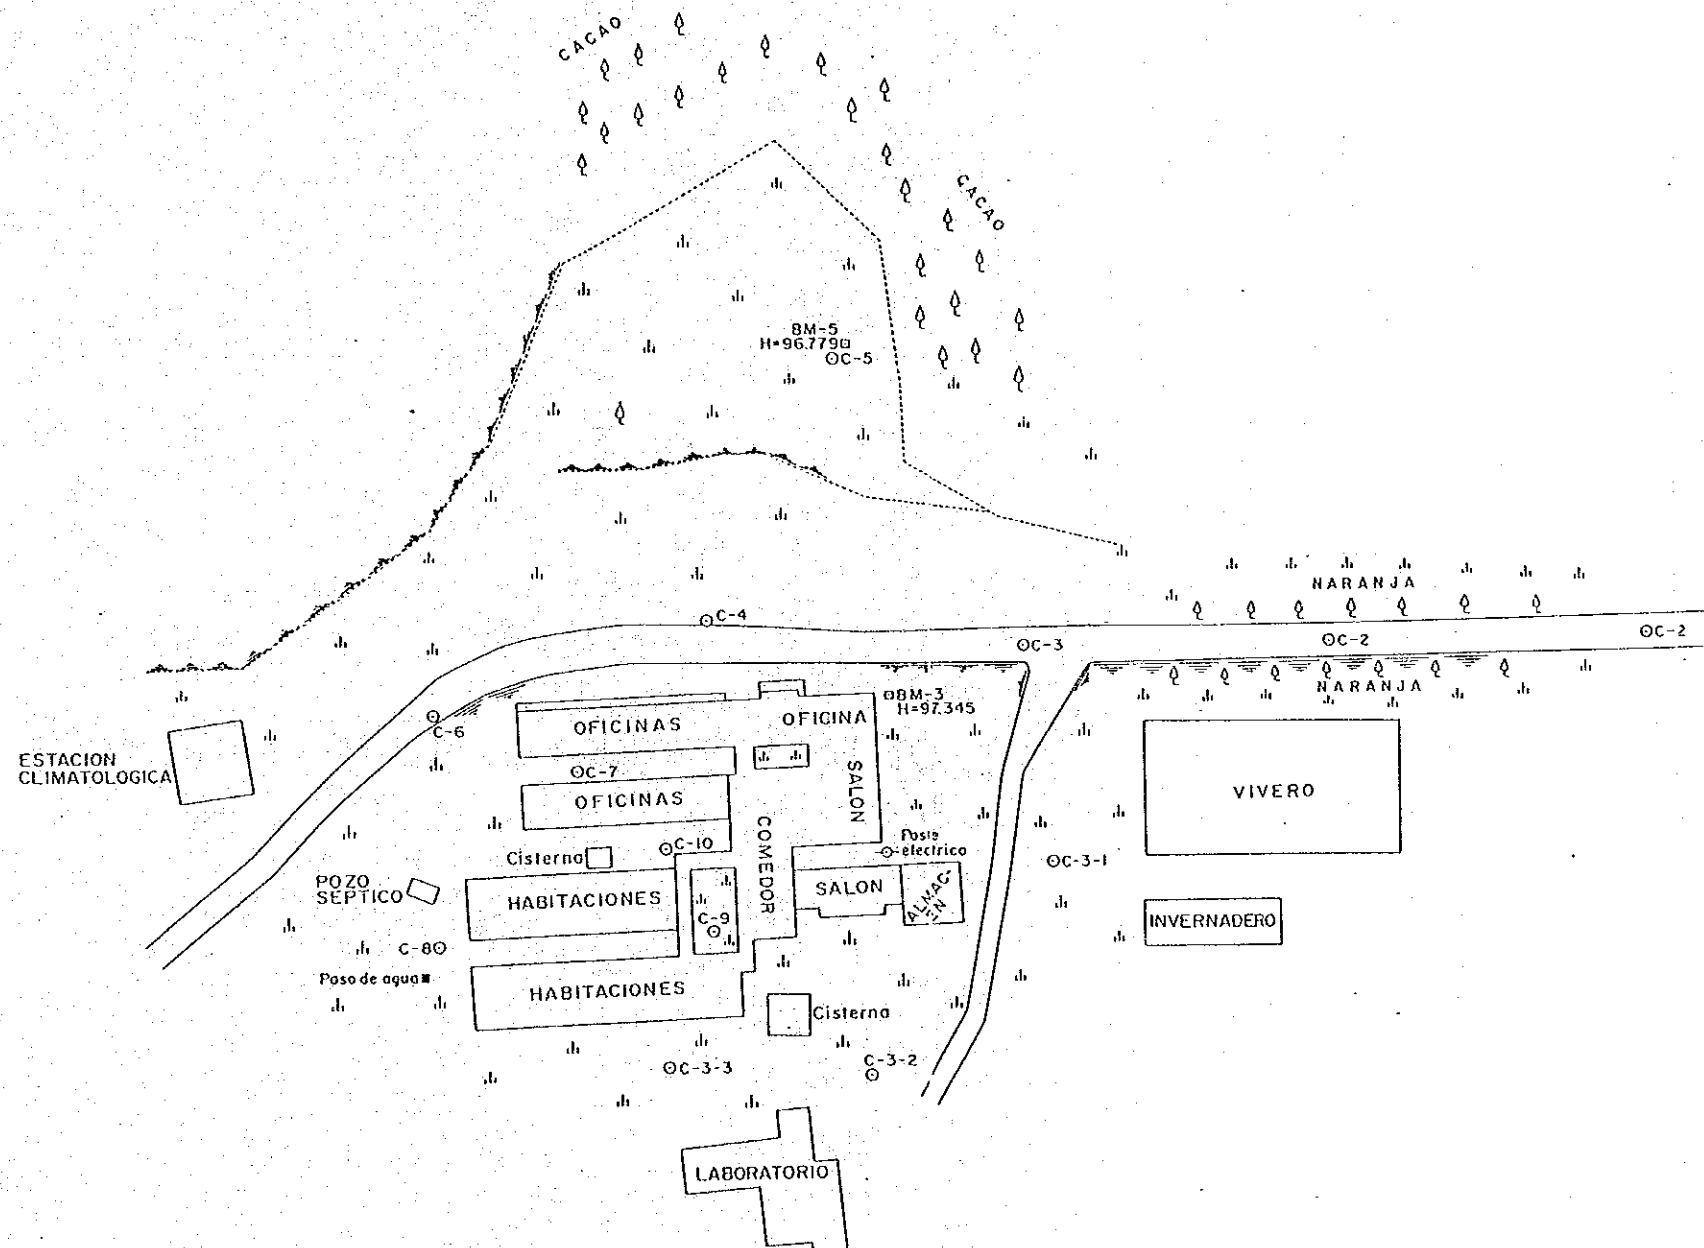 CACAO
CACAO
BM-5
H=96.779
C-5
NARANJA
C-4
C-3
C-2
C-2
NARANJA
BM-3
H=97.345
C-6
OFICINAS
OFICINA
ESTACION
CLIMATOLOGICA
C-7
OFICINAS
SALON
VIVERO
COMEDOR
Poste
electrico
C-10
Cisterna
C-3-1
POZO
SEPTICO
HABITACIONES
SALON
ALMAC-
EN
C-9
INVERNADERO
C-8
Paso de agua
HABITACIONES
Cisterna
C-3-3
C-3-2
LABORATORIO